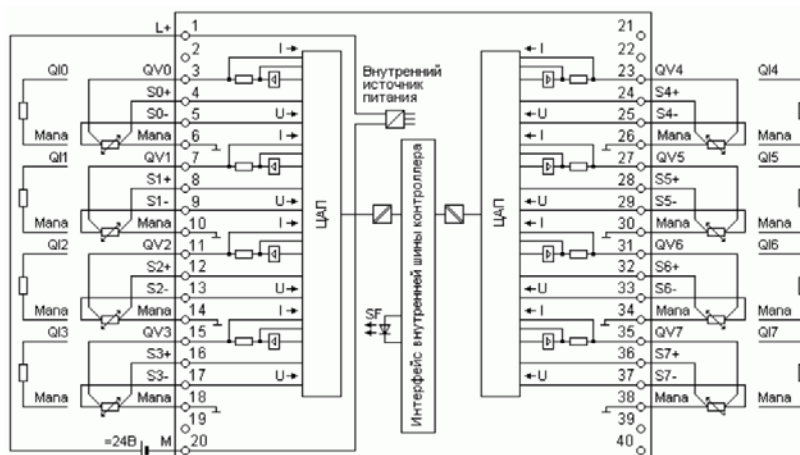 L+ 1 21
2 I I 22
QI0 QV0 3 23 QV4 QI4
Внутренний
источник
питания
S0+ 4 24 S4+
S0- 5 U U 25 S4-
Mana Mana 6 I I 26 Mana Mana
QI1 QV1 7 27 QV5 QI5
S1+ 8 28 S5+
S1- 9 U U 29 S5-
Mana Mana 10 I I 30 Mana Mana
ЦАП
Интерфейс внутренней шины контроллера
ЦАП
QI2 QV2 11 31 QV6 QI6
S2+ 12 32 S6+
S2- 13 U U 33 S6-
Mana Mana 14 I I 34 Mana Mana
SF
QI3 QV3 15 35 QV7 QI7
S3+ 16 36 S7+
S3- 17 U U 37 S7-
Mana Mana 18 38 Mana Mana
19 39
=24В M 20 40